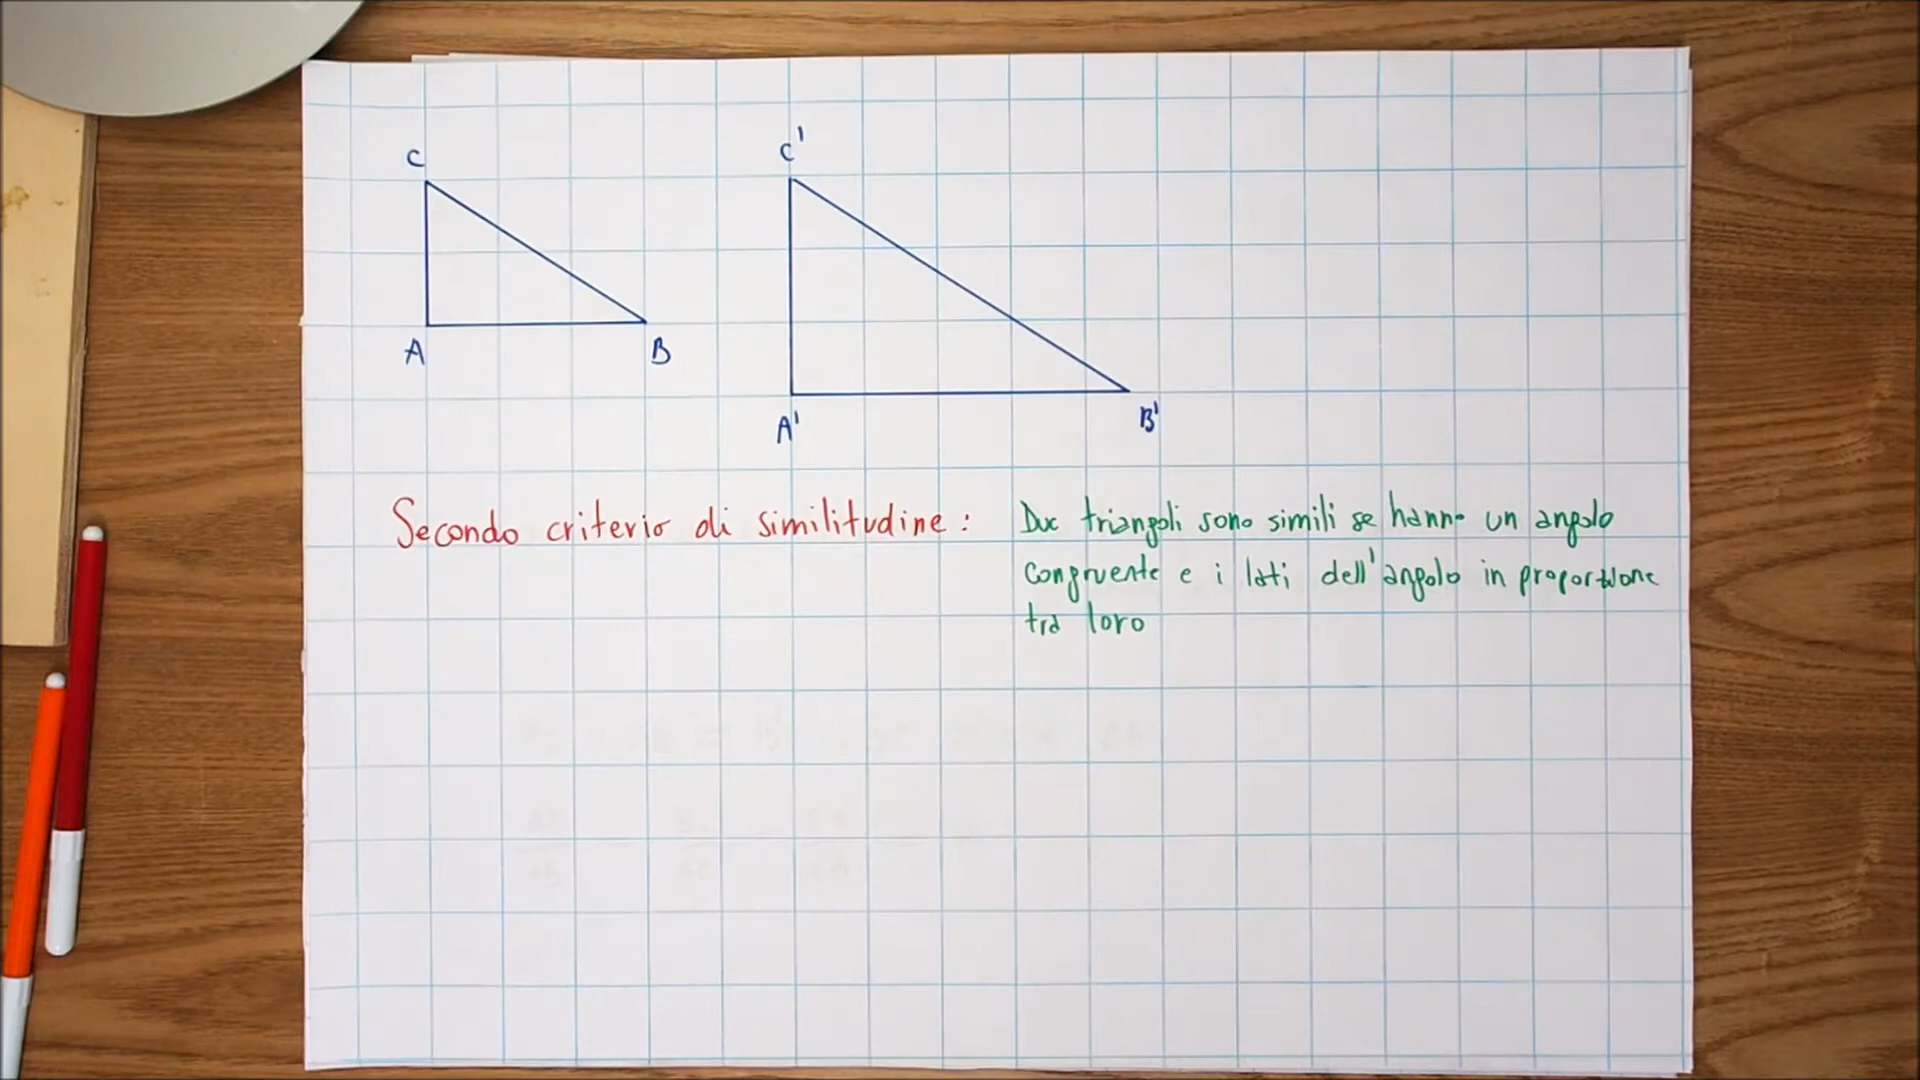 C
C'
A
B
A'
B'
Secondo criterio di similitudine: Due triangoli sono simili se hanno un angolo
congruente e i lati dell'angolo in proporzione
tra loro